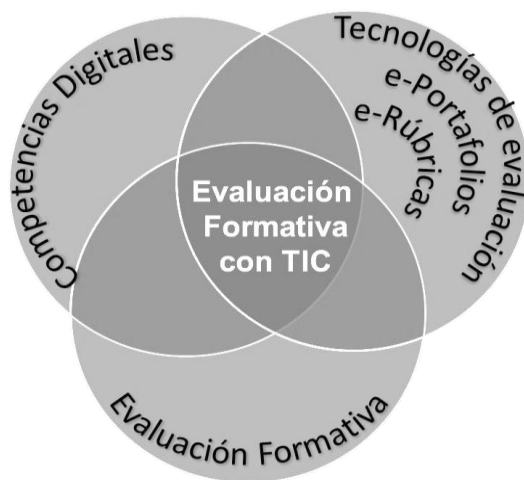 Competencias Digitales
Tecnologías de evaluación
e-Portafolios
e-Rúbricas
Evaluación
Formativa
con TIC
Evaluación Formativa